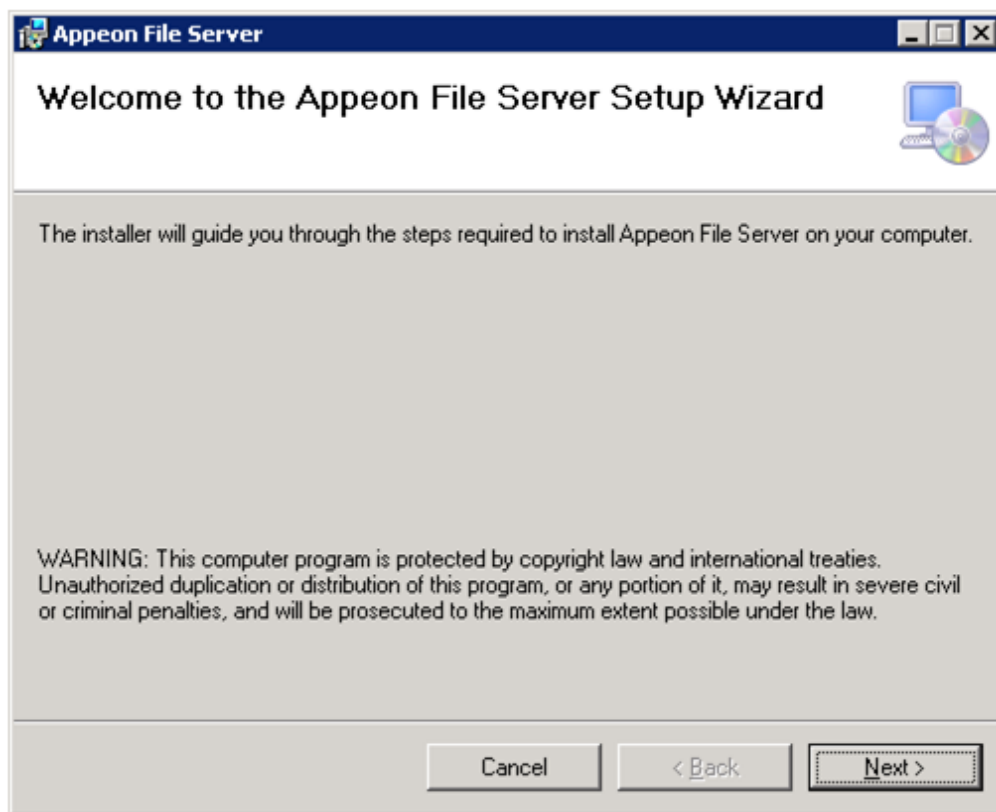 Appeon File Server
Welcome to the Appeon File Server Setup Wizard
The installer will guide you through the steps required to install Appeon File Server on your computer.
WARNING: This computer program is protected by copyright law and international treaties.
Unauthorized duplication or distribution of this program, or any portion of it, may result in severe civil
or criminal penalties, and will be prosecuted to the maximum extent possible under the law.
Cancel
< Back
Next >